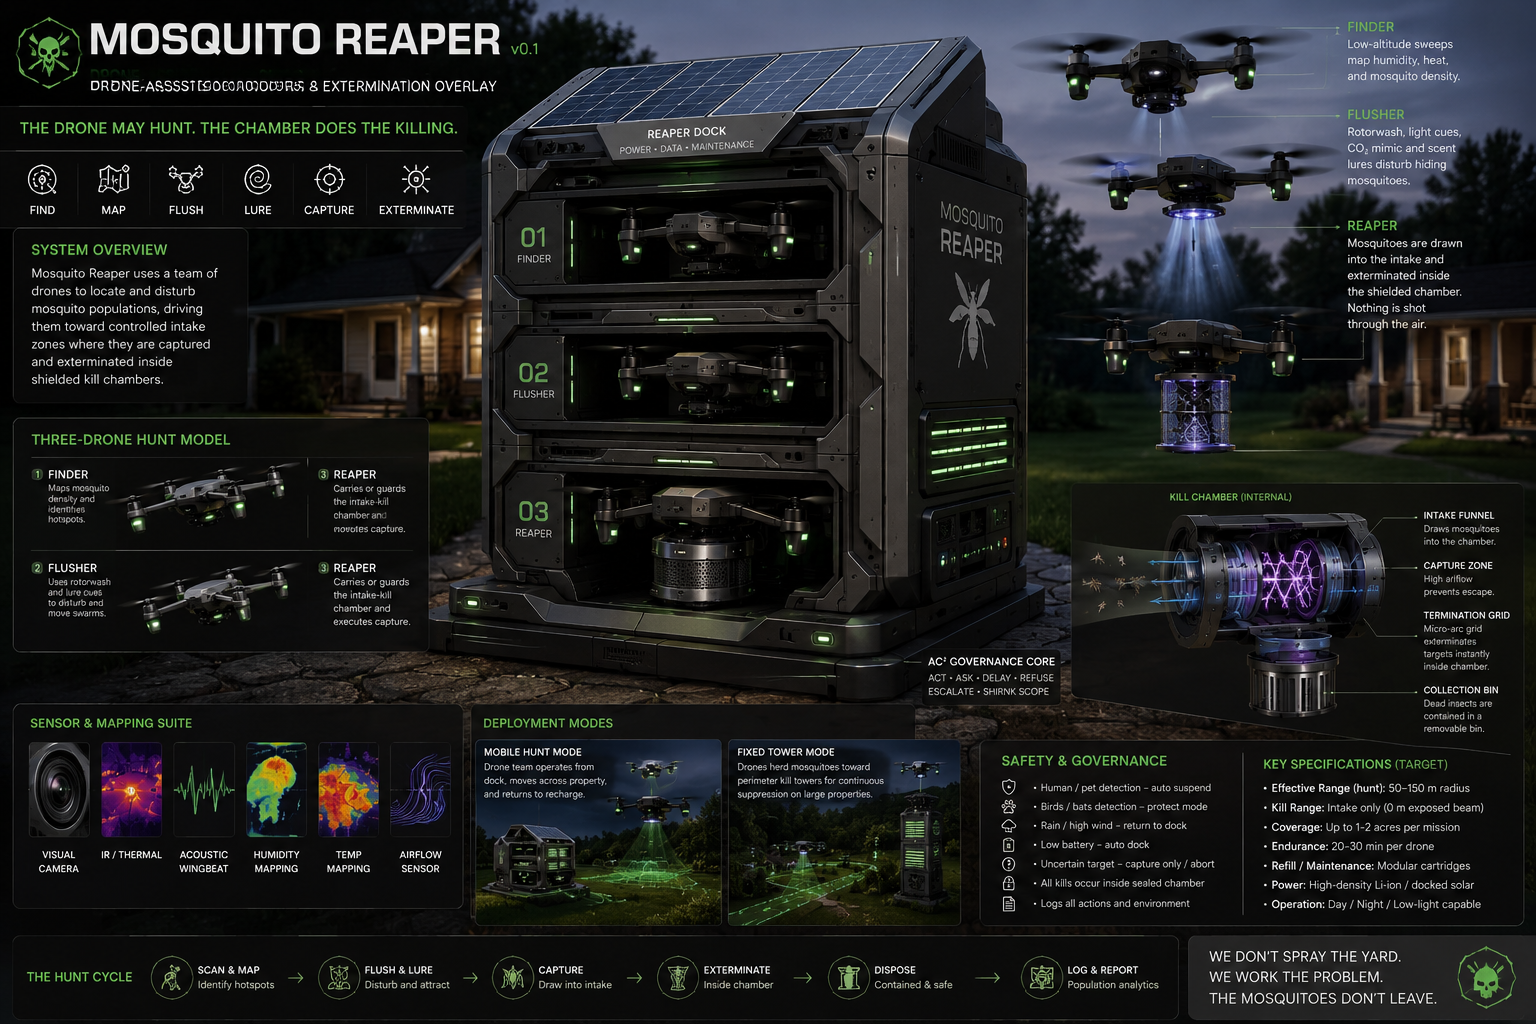 MOSQUITO REAPER v0.1
& EXTERMINATION OVERLAY
THE DRONE MAY HUNT. THE CHAMBER DOES THE KILLING.
FIND
MAP
FLUSH
LURE
CAPTURE
EXTERMINATE
SYSTEM OVERVIEW
Mosquito Reaper uses a team of
drones to locate and disturb
mosquito populations, driving
them toward controlled intake
zones where they are captured
and exterminated inside
shielded kill chambers.
THREE-DRONE HUNT MODEL
1 FINDER
Maps mosquito
density and
identifies
hotspots.
3 REAPER
Carries or guards
the intake-kill
chamber and
capture.
2 FLUSHER
Uses rotorwash
and lure cues
to disturb and
move swarms.
3 REAPER
Carries or guards
the intake-kill
chamber and
executes capture.
REAPER DOCK
POWER • DATA • MAINTENANCE
01
FINDER
02
FLUSHER
03
REAPER
MOSQUITO
REAPER
FINDER
Low-altitude sweeps
map humidity, heat,
and mosquito density.
FLUSHER
Rotorwash, light cues,
CO₂ mimic and scent
lures disturb hiding
mosquitoes.
REAPER
Mosquitoes are drawn
into the intake and
exterminated inside
the shielded chamber.
Nothing is shot
through the air.
KILL CHAMBER (INTERNAL)
INTAKE FUNNEL
Draws mosquitoes
into the chamber.
CAPTURE ZONE
High airflow
prevents escape.
TERMINATION GRID
Micro-arc grid
exterminates
targets instantly
inside chamber.
COLLECTION BIN
Dead insects are
contained in a
removable bin.
AC² GOVERNANCE CORE
ACT • ASK • DELAY • REFUSE
ESCALATE • SHIRNK SCOPE
SENSOR & MAPPING SUITE
VISUAL
CAMERA
IR / THERMAL
ACOUSTIC
WINGBEAT
HUMIDITY
MAPPING
TEMP
MAPPING
AIRFLOW
SENSOR
DEPLOYMENT MODES
MOBILE HUNT MODE
Drone team operates from
dock, moves across property,
and returns to recharge.
FIXED TOWER MODE
Drones herd mosquitoes toward
perimeter kill towers for continuous
suppression on large properties.
SAFETY & GOVERNANCE
• Human / pet detection – auto suspend
• Birds / bats detection – protect mode
• Rain / high wind – return to dock
• Low battery – auto dock
• Uncertain target – capture only / abort
• All kills occur inside sealed chamber
• Logs all actions and environment
KEY SPECIFICATIONS (TARGET)
• Effective Range (hunt): 50–150 m radius
• Kill Range: Intake only (0 m exposed beam)
• Coverage: Up to 1-2 acres per mission
• Endurance: 20-30 min per drone
• Refill / Maintenance: Modular cartridges
• Power: High-density Li-ion / docked solar
• Operation: Day / Night / Low-light capable
THE HUNT CYCLE
SCAN & MAP
Identify hotspots
FLUSH & LURE
Disturb and attract
CAPTURE
Draw into intake
EXTERMINATE
Inside chamber
DISPOSE
Contained & safe
LOG & REPORT
Population analytics
WE DON'T SPRAY THE YARD.
WE WORK THE PROBLEM.
THE MOSQUITOES DON'T LEAVE.